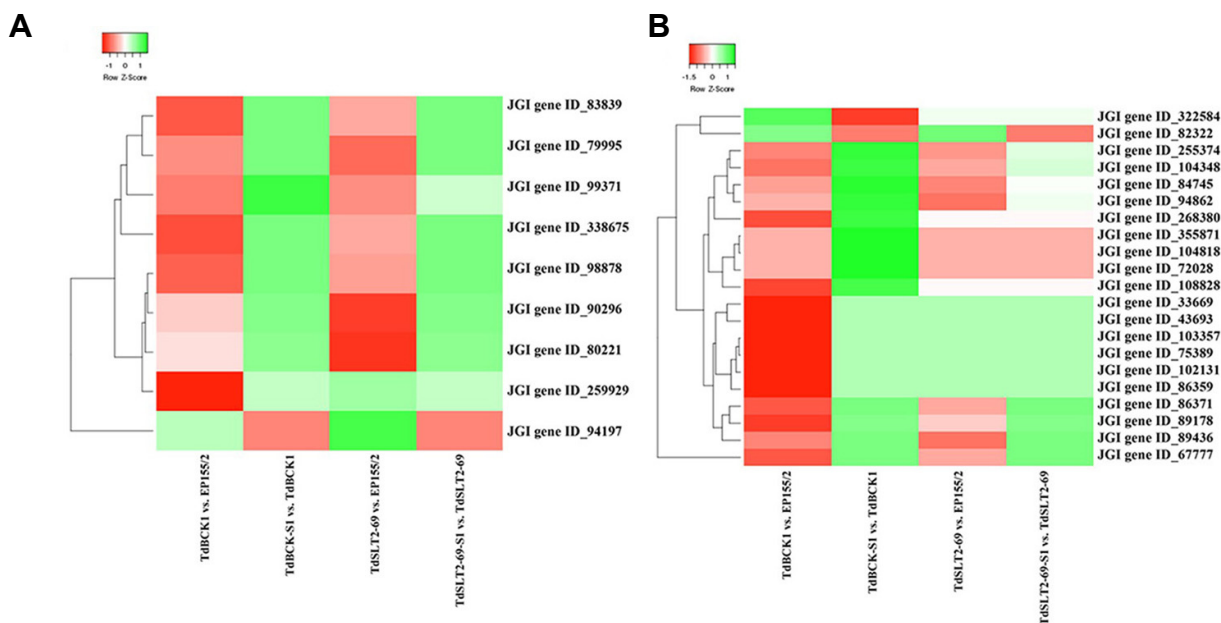 A
-1 0 1
Row Z-Score
JGI gene ID_83839
JGI gene ID_79995
JGI gene ID_99371
JGI gene ID_338675
JGI gene ID_98878
JGI gene ID_90296
JGI gene ID_80221
JGI gene ID_259929
JGI gene ID_94197
TdBCK1 vs. EP155/2
TdBCK-S1 vs. TdBCK1
TdSLT2-69 vs. EP155/2
TdSLT2-69-S1 vs. TdSLT2-69
B
-1.5 0 1
Row Z-Score
JGI gene ID_322584
JGI gene ID_82322
JGI gene ID_255374
JGI gene ID_104348
JGI gene ID_84745
JGI gene ID_94862
JGI gene ID_268380
JGI gene ID_355871
JGI gene ID_104818
JGI gene ID_72028
JGI gene ID_108828
JGI gene ID_33669
JGI gene ID_43693
JGI gene ID_103357
JGI gene ID_75389
JGI gene ID_102131
JGI gene ID_86359
JGI gene ID_86371
JGI gene ID_89178
JGI gene ID_89436
JGI gene ID_67777
TdBCK1 vs. EP155/2
TdBCK-S1 vs. TdBCK1
TdSLT2-69 vs. EP155/2
TdSLT2-69-S1 vs. TdSLT2-69